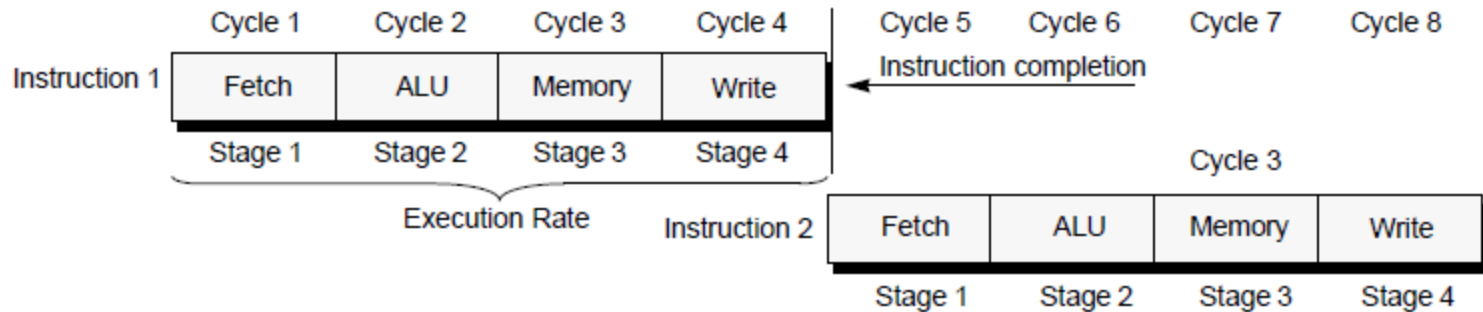 Cycle 1 Cycle 2 Cycle 3 Cycle 4 Cycle 5 Cycle 6 Cycle 7 Cycle 8
Instruction completion
Instruction 1 Fetch ALU Memory Write
Stage 1 Stage 2 Stage 3 Stage 4
Cycle 3
Execution Rate
Instruction 2 Fetch ALU Memory Write
Stage 1 Stage 2 Stage 3 Stage 4